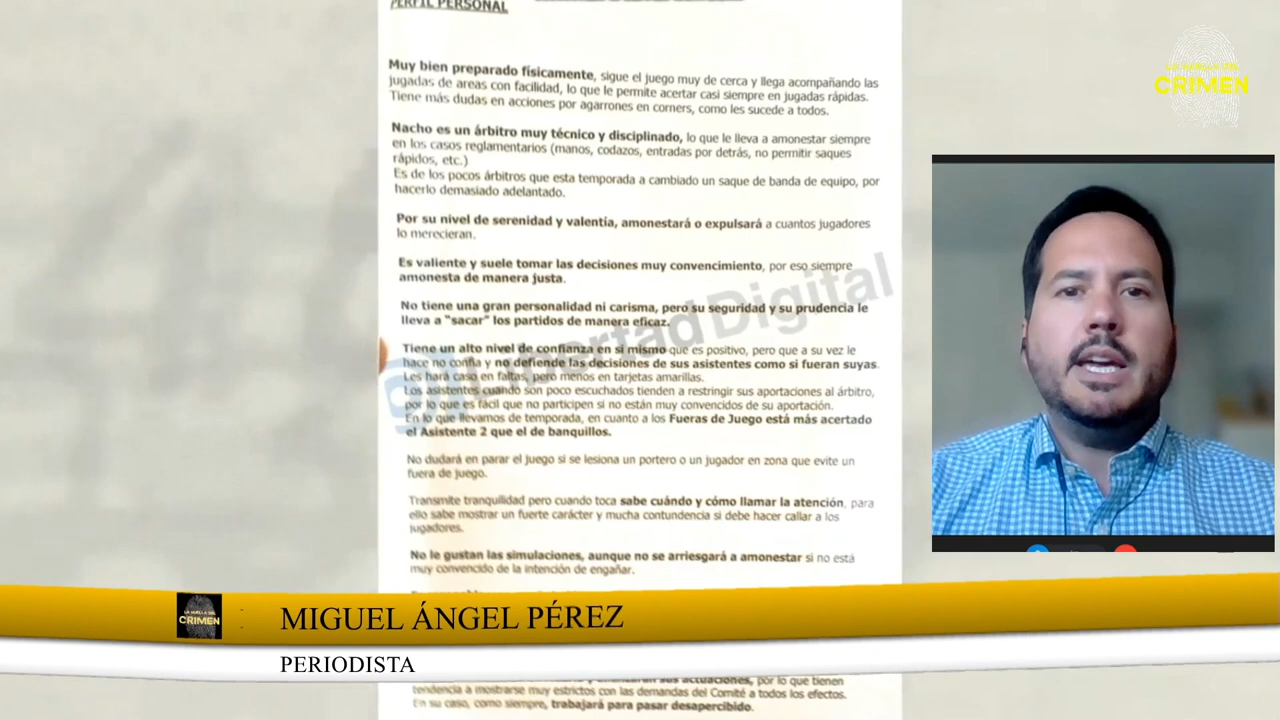 PERFIL PERSONAL
Muy bien preparado físicamente, sigue el juego muy de cerca y llega acompañando las
jugadas de areas con facilidad, lo que le permite acertar casi siempre en jugadas rápidas.
Tiene más dudas en acciones por agarrones en corners, como les sucede a todos.
Nacho es un árbitro muy técnico y disciplinado, lo que le lleva a amonestar siempre
en los casos reglamentarios (manos, codazos, entradas por detrás, no permitir saques
rápidos, etc.)
Es de los pocos árbitros que esta temporada a cambiado un saque de banda de equipo, por
hacerlo demasiado adelantado.
Por su nivel de serenidad y valentía, amonestará o expulsará a cuantos jugadores
lo merecieran.
Es valiente y suele tomar las decisiones muy convencimiento, por eso siempre
amonesta de manera justa.
No tiene una gran personalidad ni carisma, pero su seguridad y su prudencia le
lleva a "sacar" los partidos de manera eficaz.
Tiene un alto nivel de confianza en si mismo que es positivo, pero que a su vez le
hace no confia y no defiende las decisiones de sus asistentes como si fueran suyas.
Les hará caso en faltas, pero menos en tarjetas amarillas.
Los asistentes cuando son poco escuchados tienden a restringir sus aportaciones al árbitro,
por lo que es fácil que no participen si no están muy convencidos de su aportación.
En lo que llevamos de temporada, en cuanto a los Fueras de Juego está más acertado
el Asistente 2 que el de banquillos.
No dudará en parar el juego si se lesiona un portero o un jugador en zona que evite un
fuera de juego.
Transmite tranquilidad pero cuando toca sabe cuándo y cómo llamar la atención, para
ello sabe mostrar un fuerte carácter y mucha contundencia si debe hacer callar a los
jugadores.
No le gustan las simulaciones, aunque no se arriesgará a amonestar si no está
muy convencido de la intención de engañar.
sus actuaciones, por lo que tienen
tendencia a mostrarse muy estrictos con las demandas del Comité a todos los efectos.
En su caso, como siempre, trabajará para pasar desapercibido.
Libertad Digital
LA HUELLA DEL
CRIMEN
LA HUELLA DEL
CRIMEN
MIGUEL ÁNGEL PÉREZ
PERIODISTA